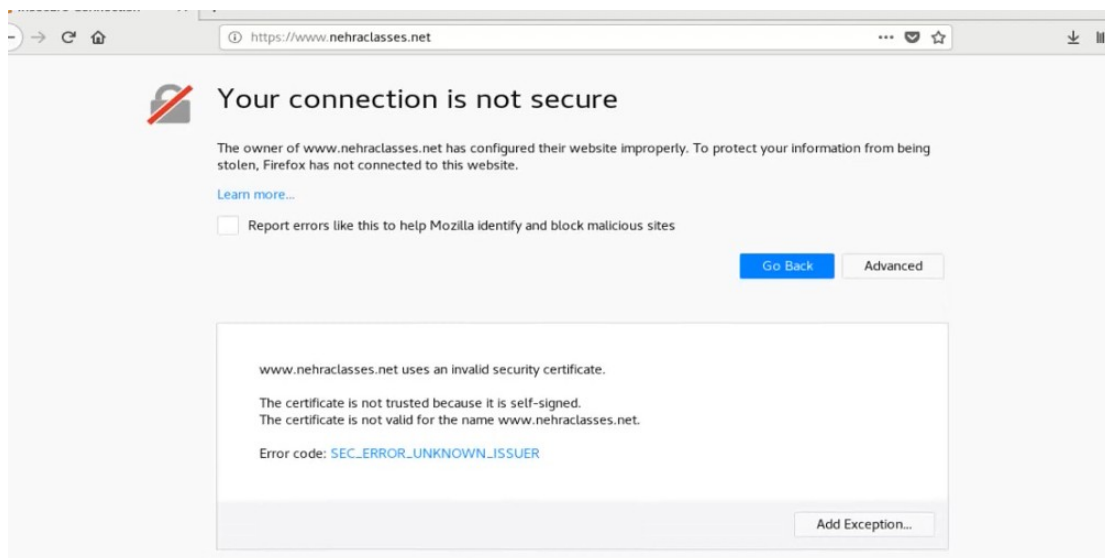 https://www.nehraclasses.net
Your connection is not secure
The owner of www.nehraclasses.net has configured their website improperly. To protect your information from being
stolen, Firefox has not connected to this website.
Learn more...
Report errors like this to help Mozilla identify and block malicious sites
Go Back
Advanced
www.nehraclasses.net uses an invalid security certificate.
The certificate is not trusted because it is self-signed.
The certificate is not valid for the name www.nehraclasses.net.
Error code: SEC_ERROR_UNKNOWN_ISSUER
Add Exception...